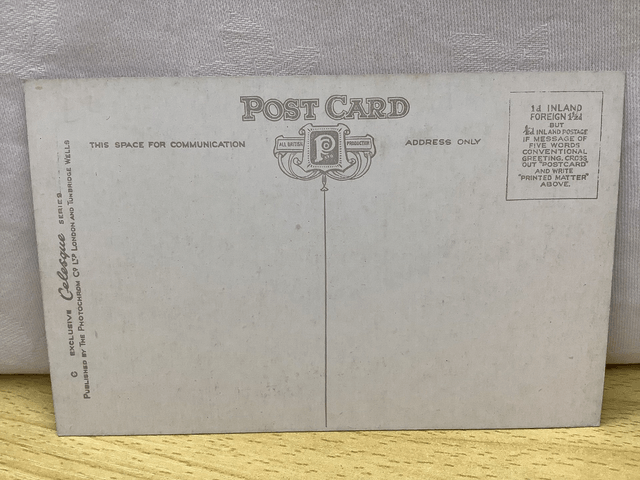 POST CARD
THIS SPACE FOR COMMUNICATION
ALL BRITISH
P
PRODUCTION
ADDRESS ONLY
1d INLAND
FOREIGN 1½d
BUT
½d INLAND POSTAGE
IF MESSAGE OF
FIVE WORDS
CONVENTIONAL
GREETING, CROSS
OUT "POSTCARD"
AND WRITE
"PRINTED MATTER"
ABOVE.
C EXCLUSIVE Celesque SERIES
PUBLISHED BY THE PHOTOCHROM CO LTD LONDON AND TUNBRIDGE WELLS